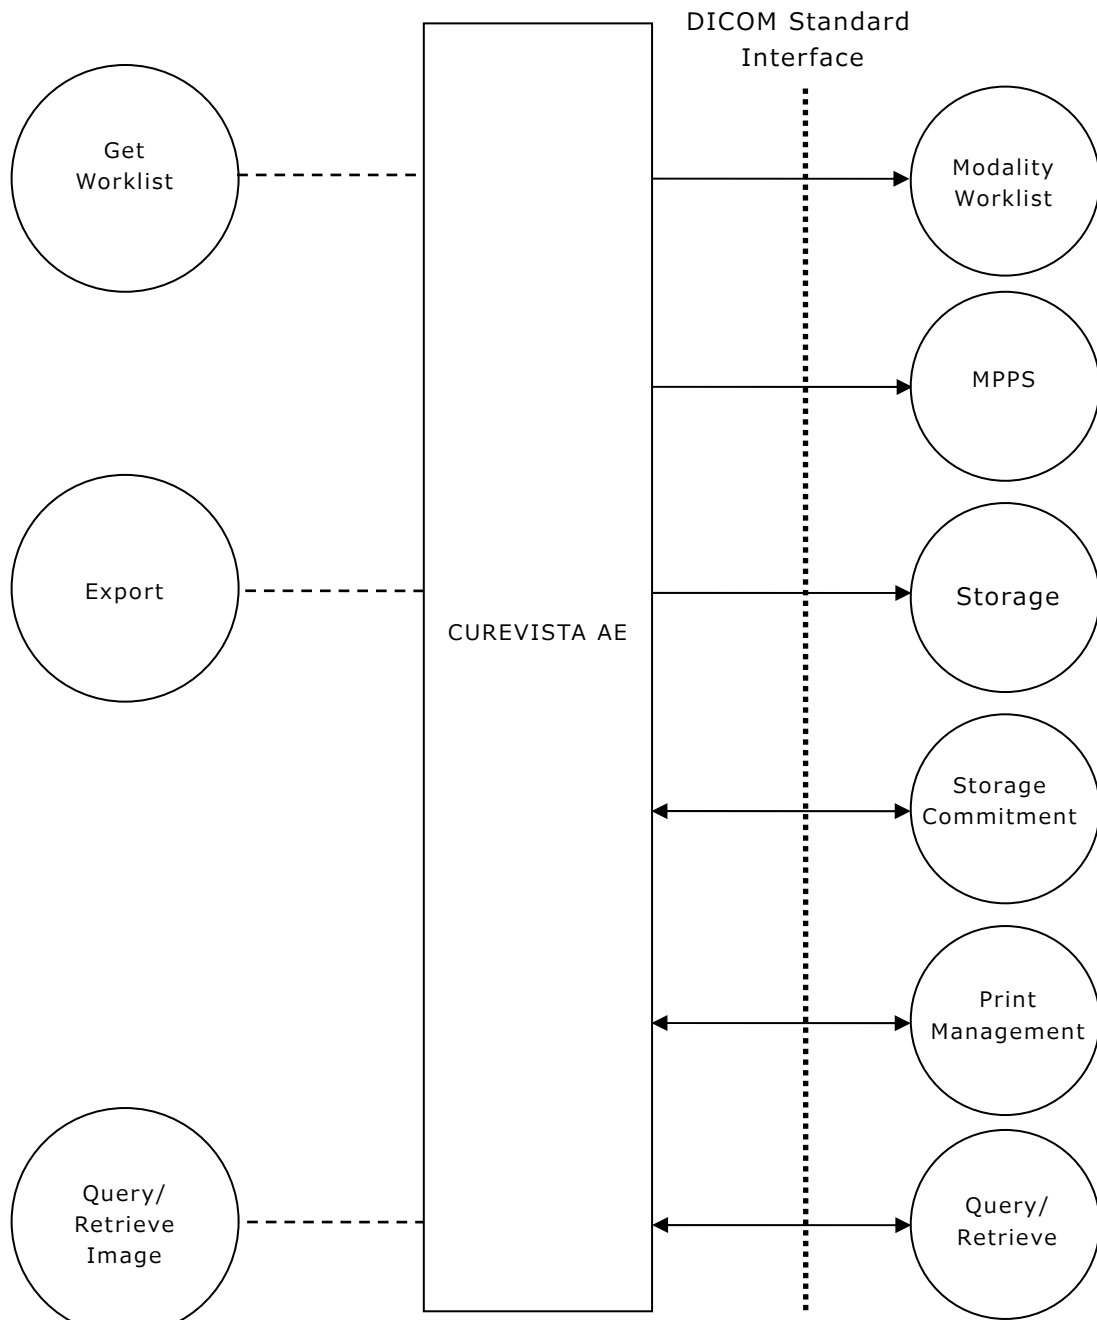 DICOM Standard
Interface
Get
Worklist
Modality
Worklist
MPPS
Export
Storage
CUREVISTA AE
Storage
Commitment
Print
Management
Query/
Retrieve
Image
Query/
Retrieve